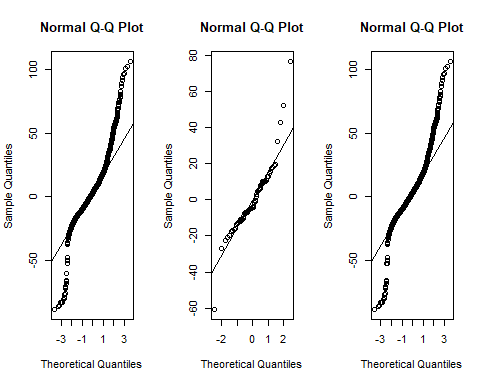 Normal Q-Q Plot
Sample Quantiles
100
50
0
-50
-3 -1 1 3
Theoretical Quantiles
Normal Q-Q Plot
Sample Quantiles
80
60
40
20
0
-20
-40
-60
-2 0 1 2
Theoretical Quantiles
Normal Q-Q Plot
Sample Quantiles
100
50
0
-50
-3 -1 1 3
Theoretical Quantiles